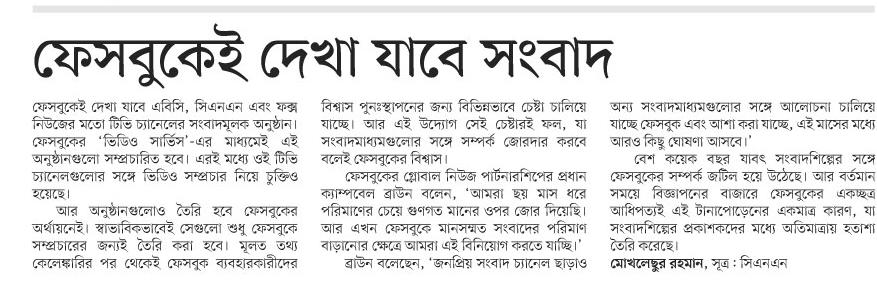 ফেসবুকেই দেখা যাবে সংবাদ
ফেসবুকেই দেখা যাবে এবিসি, সিএনএন এবং ফক্স
নিউজের মতো টিভি চ্যানেলের সংবাদমূলক অনুষ্ঠান।
ফেসবুকের ‘ভিডিও সার্ভিস’-এর মাধ্যমেই এই
অনুষ্ঠানগুলো সম্প্রচারিত হবে। এরই মধ্যে ওই টিভি
চ্যানেলগুলোর সঙ্গে ভিডিও সম্প্রচার নিয়ে চুক্তিও
হয়েছে।
আর অনুষ্ঠানগুলোও তৈরি হবে ফেসবুকের
অর্থায়নেই। স্বাভাবিকভাবেই সেগুলো শুধু ফেসবুকে
সম্প্রচারের জন্যই তৈরি করা হবে। মূলত তথ্য
কেলেঙ্কারির পর থেকেই ফেসবুক ব্যবহারকারীদের
বিশ্বাস পুনঃস্থাপনের জন্য বিভিন্নভাবে চেষ্টা চালিয়ে
যাচ্ছে। আর এই উদ্যোগ সেই চেষ্টারই ফল, যা
সংবাদমাধ্যমগুলোর সঙ্গে সম্পর্ক জোরদার করবে
বলেই ফেসবুকের বিশ্বাস।
ফেসবুকের গ্লোবাল নিউজ পার্টনারশিপের প্রধান
ক্যাম্পবেল ব্রাউন বলেন, ‘আমরা ছয় মাস ধরে
পরিমাণের চেয়ে গুণগত মানের ওপর জোর দিয়েছি।
আর এখন ফেসবুকে মানসম্মত সংবাদের পরিমাণ
বাড়ানোর ক্ষেত্রে আমরা এই বিনিয়োগ করতে যাচ্ছি।’
ব্রাউন বলেছেন, ‘জনপ্রিয় সংবাদ চ্যানেল ছাড়াও
অন্য সংবাদমাধ্যমগুলোর সঙ্গে আলোচনা চালিয়ে
যাচ্ছে ফেসবুক এবং আশা করা যাচ্ছে, এই মাসের মধ্যে
আরও কিছু ঘোষণা আসবে।’
বেশ কয়েক বছর যাবৎ সংবাদশিল্পের সঙ্গে
ফেসবুকের সম্পর্ক জটিল হয়ে উঠেছে। আর বর্তমান
সময়ে বিজ্ঞাপনের বাজারে ফেসবুকের একচ্ছত্র
আধিপত্যই এই টানাপোড়েনের একমাত্র কারণ, যা
সংবাদশিল্পের প্রকাশকদের মধ্যে অতিমাত্রায় হতাশা
তৈরি করেছে।
মোখলেছুর রহমান, সূত্র : সিএনএন